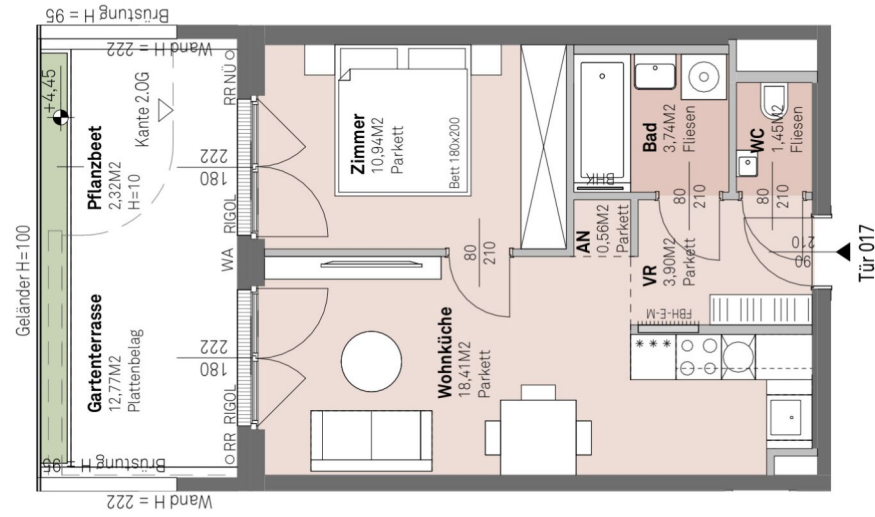 Brüstung H = 95
Wand H = 222
Geländer H=100
+4,45
Pflanzbeet
2,32M2
H=10
Kante 2.0G
RR NÜ
222
180
RIGOL
WA
Gartenterrasse
12,77M2
Plattenbelag
222
180
RR RIGOL
Brüstung H = 95
Wand H = 222
Zimmer
10,94M2
Parkett
Bett 180x200
80
210
Wohnküche
18,41M2
Parkett
BHK
Bad
3,74M2
Fliesen
80
210
WC
1,45M2
Fliesen
80
210
AN
0,56M2
Parkett
VR
3,90M2
Parkett
FBH-E-M
90
210
Tür 017